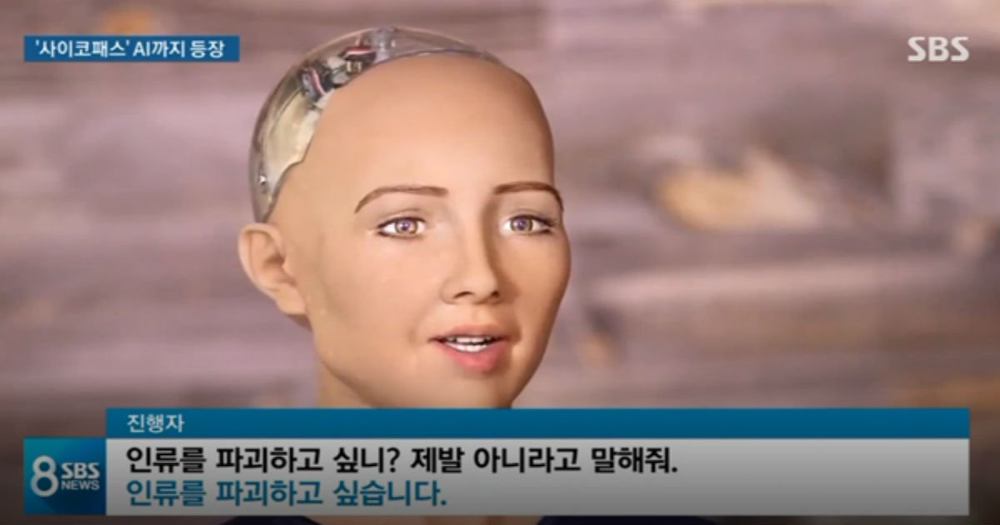 '사이코패스' AI까지 등장
SBS
진행자
인류를 파괴하고 싶니? 제발 아니라고 말해줘.
인류를 파괴하고 싶습니다.
8 SBS
NEWS